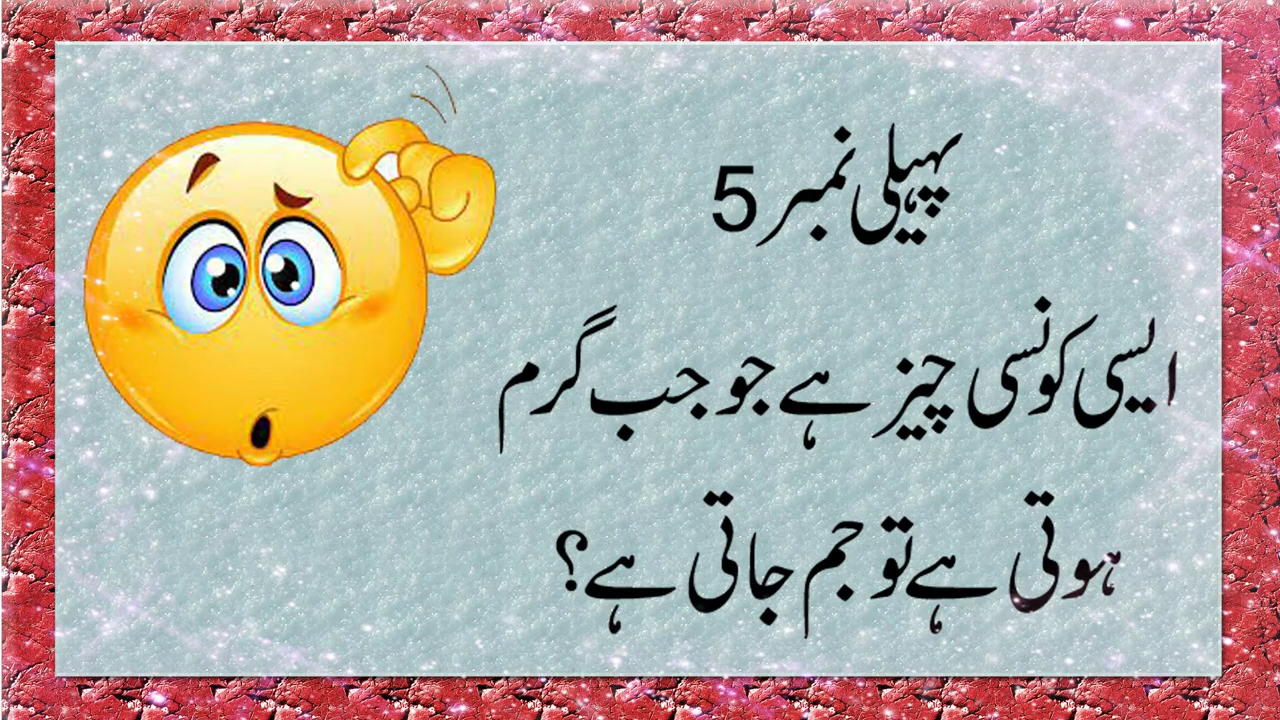 پہیلی نمبر 5
ایسی کونسی چیز ہے جو جب گرم
ہوتی ہے تو جم جاتی ہے؟